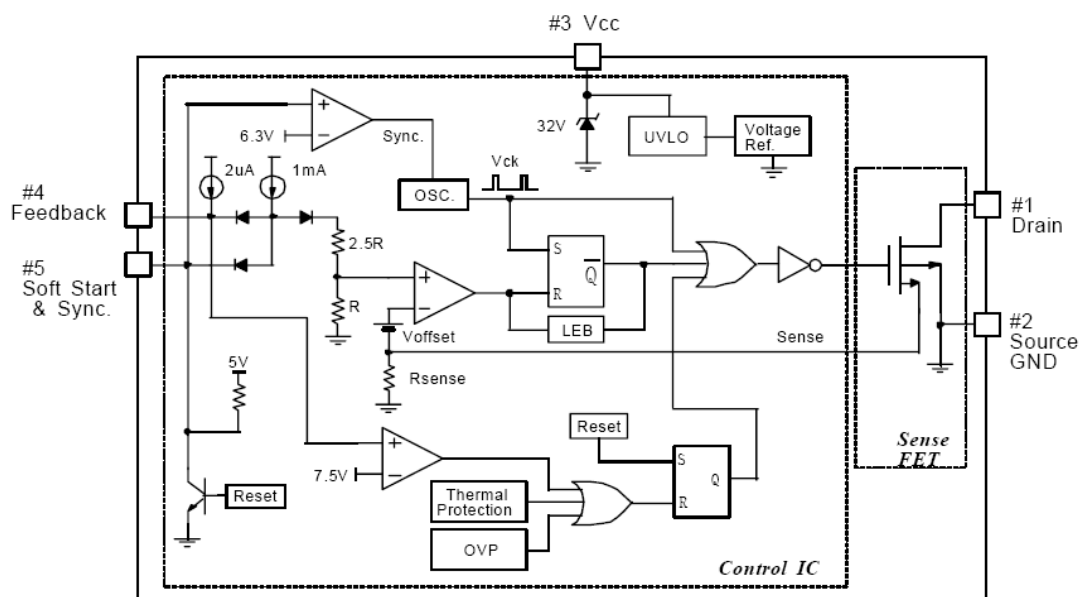 #3 Vcc
6.3V
Sync.
32V
UVLO
Voltage
Ref.
2uA
1mA
Vck
OSC.
#4
Feedback
#5
Soft Start
& Sync.
2.5R
R
S
R
Q
LEB
Voffset
Sense
Rsense
#1
Drain
#2
Source
GND
5V
Reset
7.5V
Thermal
Protection
OVP
Reset
S
R
Q
Sense
FET
Control IC